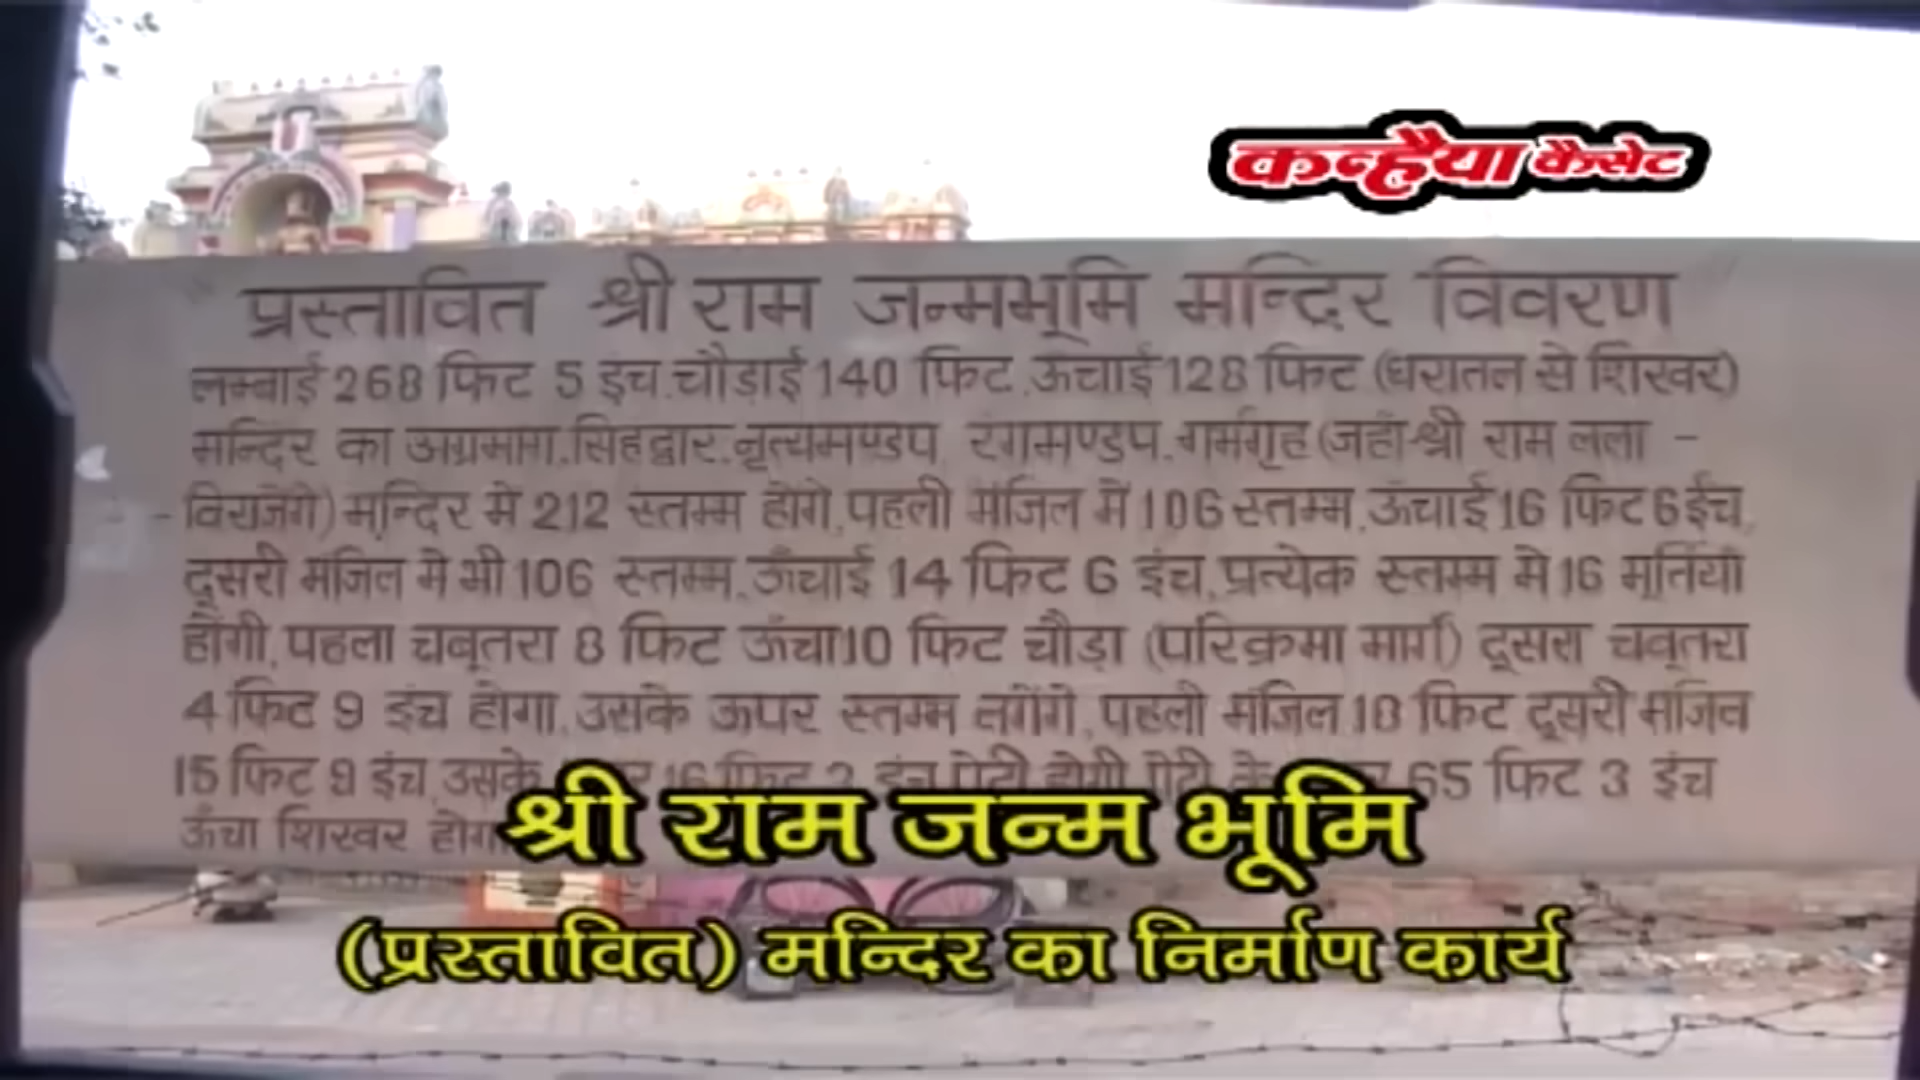 कन्हैया कैसेट
प्रस्तावित श्री राम जन्मभूमि मन्दिर विवरण
लम्बाई 268 फिट 5 इंच.चौड़ाई 140 फिट.ऊंचाई 128 फिट (धरातल से शिखर)
मन्दिर का अग्रभाग.सिंहद्वार.नृत्यमण्डप. रंगमण्डप.गर्भगृह (जहाँ श्री राम लला -
- विराजेंगे) मन्दिर में 212 स्तम्भ होंगे,पहली मंजिल में 106 स्तम्भ,ऊंचाई 16 फिट 6 ईंच,
दूसरी मंजिल में भी 106 स्तम्भ,ऊँचाई 14 फिट 6 इंच,प्रत्येक स्तम्भ में 16 मूर्तियां
होंगी,पहला चबूतरा 8 फिट ऊंचा 10 फिट चौड़ा (परिक्रमा मार्ग) दूसरा चबूतरा
4 फिट 9 इंच होगा,उसके ऊपर स्तम्भ लगेंगे,पहली मंजिल 18 फिट दूसरी मंजिल
15 फिट 9 इंच,उसके 16 फिट 3 इंच पेटी होगी पेटी के 65 फिट 3 इंच
ऊँचा शिखर होगा
श्री राम जन्म भूमि
(प्रस्तावित) मन्दिर का निर्माण कार्य